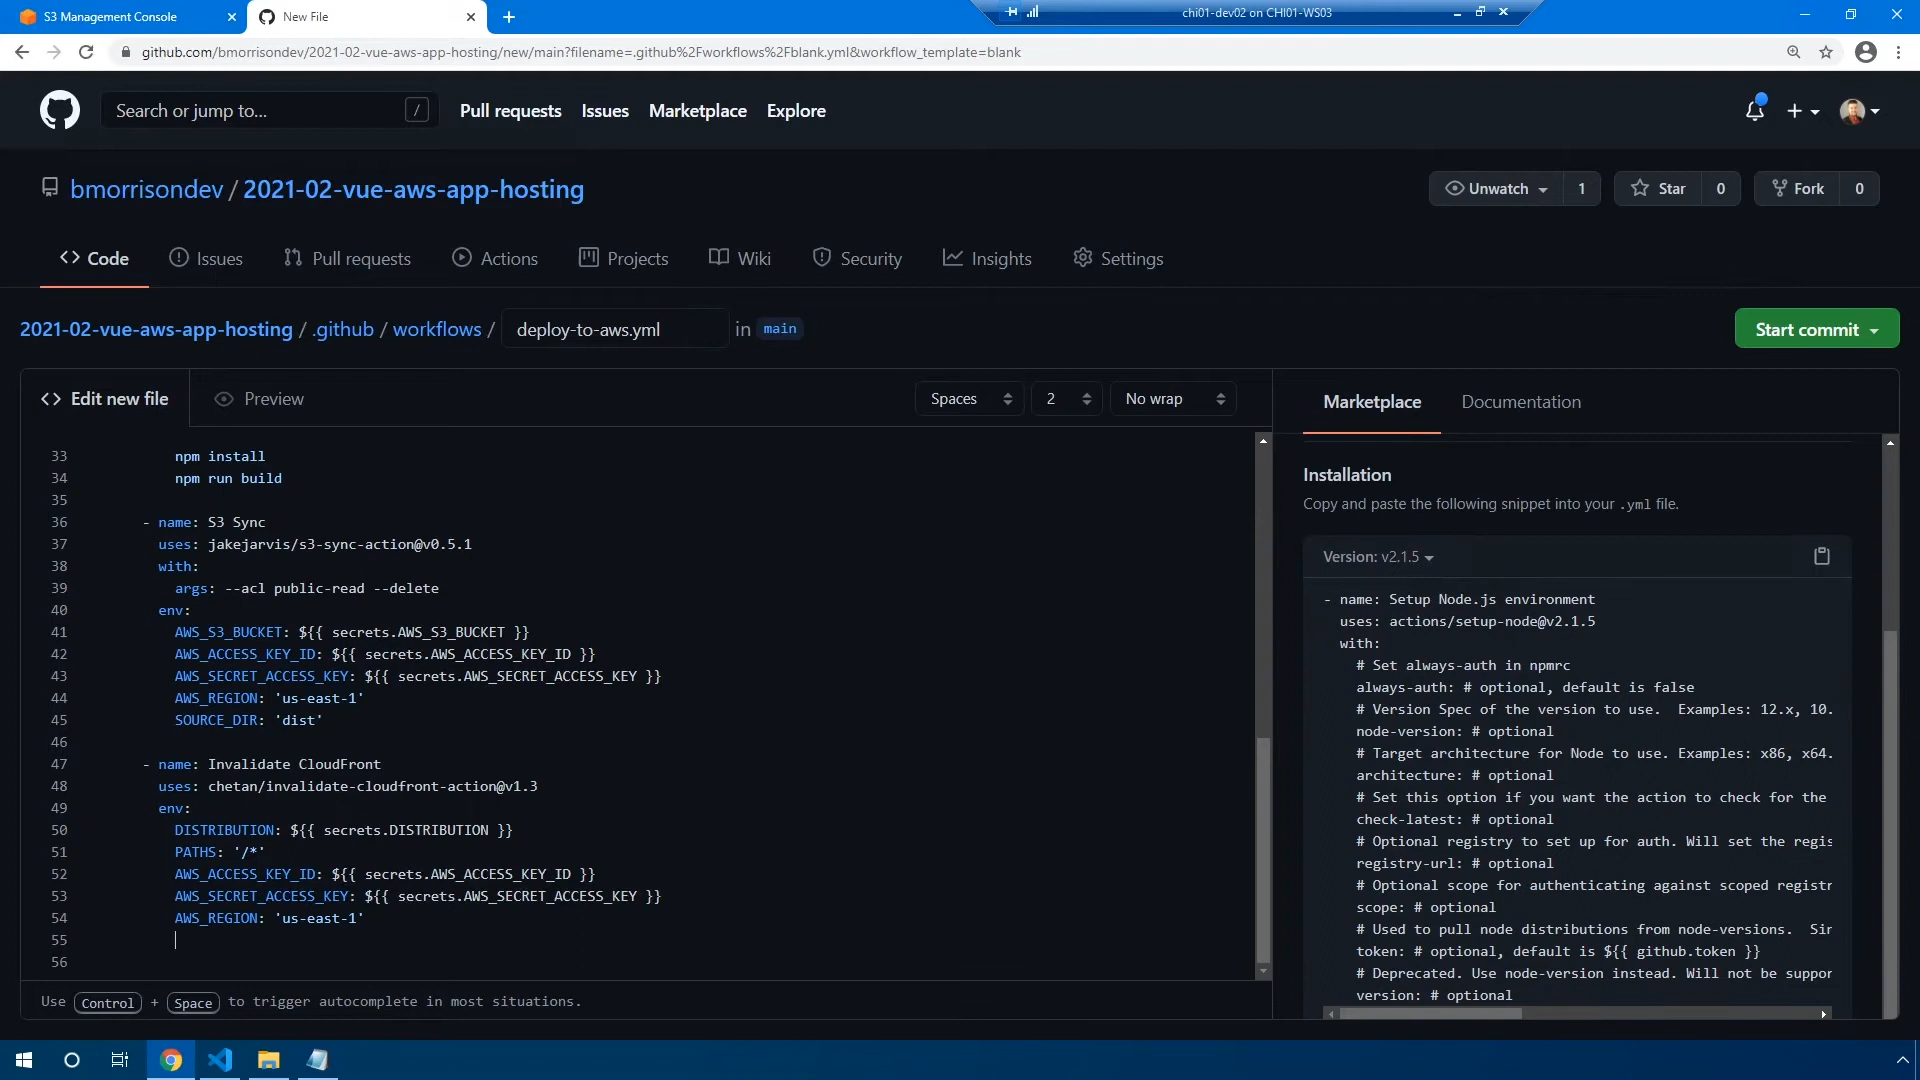 S3 Management Console
New File
chi01-dev02 on CHI01-WS03
github.com/bmorrisondev/2021-02-vue-aws-app-hosting/new/main?filename=.github%2Fworkflows%2Fblank.yml&workflow_template=blank
Search or jump to... /
Pull requests Issues Marketplace Explore
bmorrisondev / 2021-02-vue-aws-app-hosting
Unwatch 1 Star 0 Fork 0
Code Issues Pull requests Actions Projects Wiki Security Insights Settings
2021-02-vue-aws-app-hosting / .github / workflows / deploy-to-aws.yml in main
Start commit
Edit new file Preview Spaces 2 No wrap
33 npm install
34 npm run build
35
36 - name: S3 Sync
37 uses: jakejarvis/s3-sync-action@v0.5.1
38 with:
39 args: --acl public-read --delete
40 env:
41 AWS_S3_BUCKET: ${{ secrets.AWS_S3_BUCKET }}
42 AWS_ACCESS_KEY_ID: ${{ secrets.AWS_ACCESS_KEY_ID }}
43 AWS_SECRET_ACCESS_KEY: ${{ secrets.AWS_SECRET_ACCESS_KEY }}
44 AWS_REGION: 'us-east-1'
45 SOURCE_DIR: 'dist'
46
47 - name: Invalidate CloudFront
48 uses: chetan/invalidate-cloudfront-action@v1.3
49 env:
50 DISTRIBUTION: ${{ secrets.DISTRIBUTION }}
51 PATHS: '/*'
52 AWS_ACCESS_KEY_ID: ${{ secrets.AWS_ACCESS_KEY_ID }}
53 AWS_SECRET_ACCESS_KEY: ${{ secrets.AWS_SECRET_ACCESS_KEY }}
54 AWS_REGION: 'us-east-1'
55
56
Use Control + Space to trigger autocomplete in most situations.
Marketplace Documentation
Installation
Copy and paste the following snippet into your .yml file.
Version: v2.1.5
- name: Setup Node.js environment
uses: actions/setup-node@v2.1.5
with:
# Set always-auth in npmrc
always-auth: # optional, default is false
# Version Spec of the version to use.  Examples: 12.x, 10.
node-version: # optional
# Target architecture for Node to use. Examples: x86, x64.
architecture: # optional
# Set this option if you want the action to check for the
check-latest: # optional
# Optional registry to set up for auth. Will set the regis
registry-url: # optional
# Optional scope for authenticating against scoped registr
scope: # optional
# Used to pull node distributions from node-versions.  Sin
token: # optional, default is ${{ github.token }}
# Deprecated. Use node-version instead. Will not be suppor
version: # optional